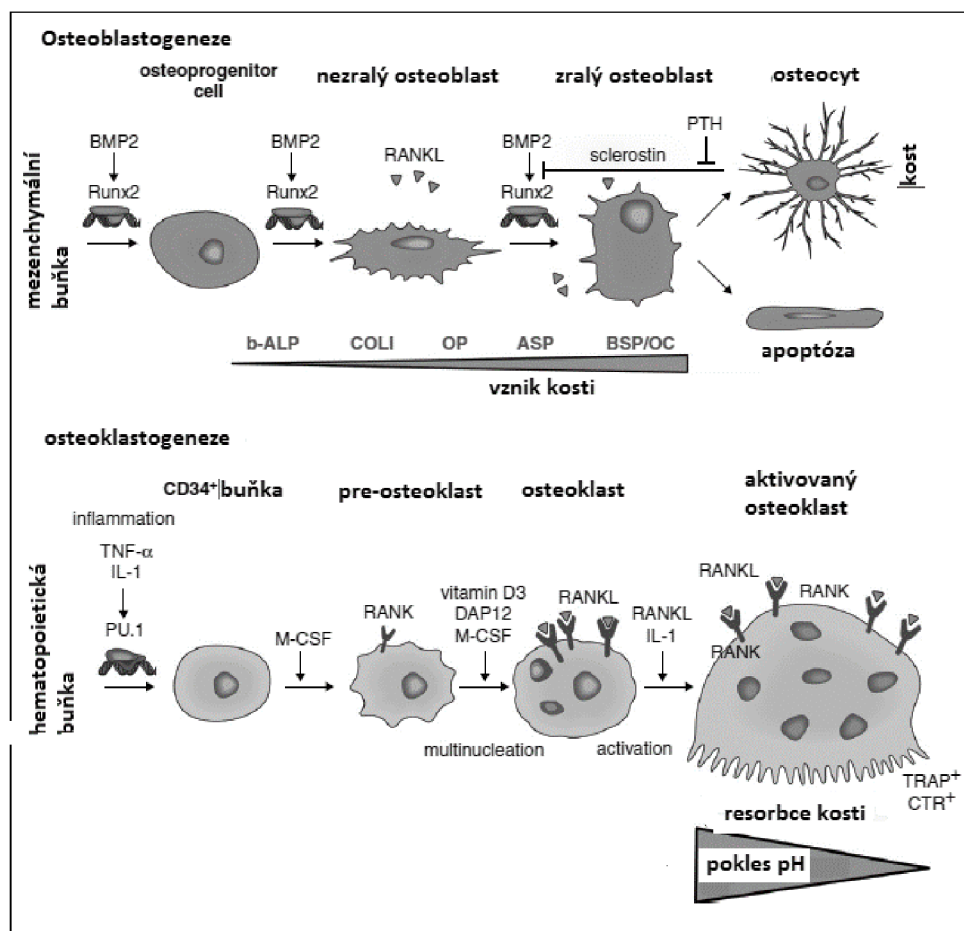 Osteoblastogeneze
osteoprogenitor
cell
nezralý osteoblast
zralý osteoblast
osteocyt
BMP2
Runx2
BMP2
Runx2
RANKL
BMP2
Runx2
sclerostin
PTH
mezenchymální
buňka
kost
b-ALP COLI OP ASP BSP/OC
vznik kosti
apoptóza
osteoklastogeneze
CD34+ buňka
pre-osteoklast
osteoklast
aktivovaný
osteoklast
inflammation
TNF-α
IL-1
PU.1
M-CSF
RANK
vitamin D3
DAP12
M-CSF
RANKL
RANKL
IL-1
RANKL
RANK
RANK
hematopoietická
buňka
multinucleation
activation
TRAP+
CTR+
resorbce kosti
pokles pH